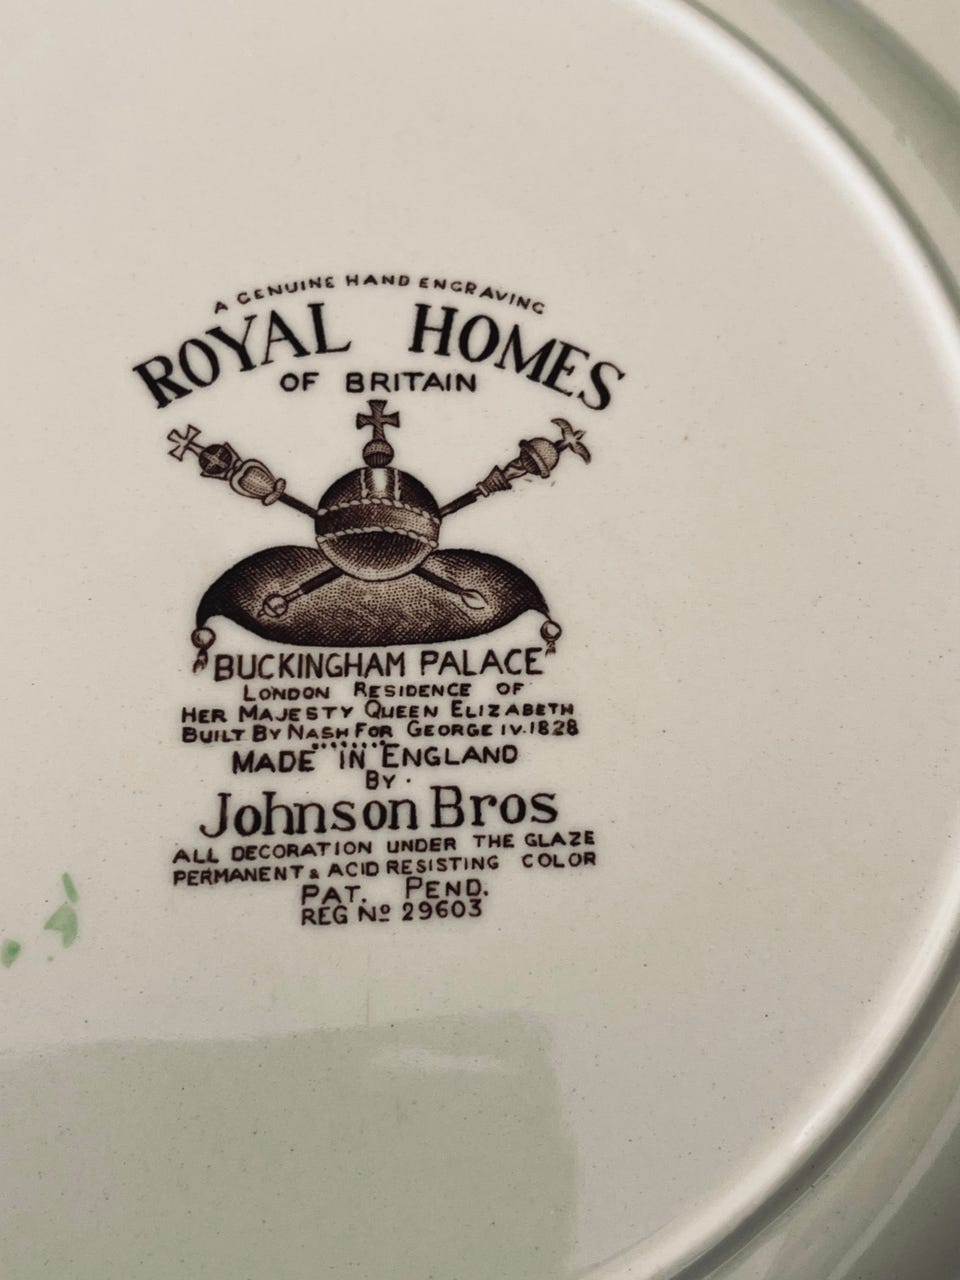 A GENUINE HAND ENGRAVING
ROYAL HOMES
OF BRITAIN
BUCKINGHAM PALACE
LONDON RESIDENCE OF
HER MAJESTY QUEEN ELIZABETH
BUILT BY NASH FOR GEORGE IV. 1828
MADE IN ENGLAND
BY
Johnson Bros
ALL DECORATION UNDER THE GLAZE
PERMANENT & ACID RESISTING COLOR
PAT. PEND.
REG Nº 29603